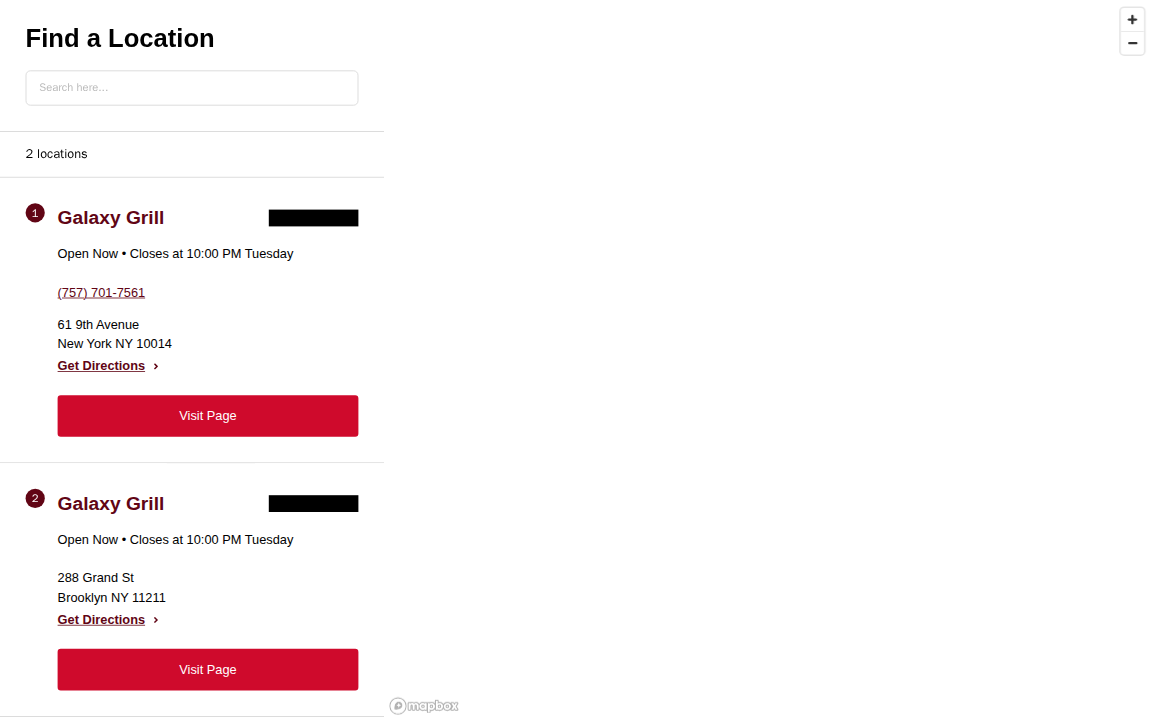 Find a Location
Search here...
2 locations
1
Galaxy Grill
Open Now • Closes at 10:00 PM Tuesday
(757) 701-7561
61 9th Avenue
New York NY 10014
Get Directions
Visit Page
2
Galaxy Grill
Open Now • Closes at 10:00 PM Tuesday
288 Grand St
Brooklyn NY 11211
Get Directions
Visit Page
+
−
mapbox